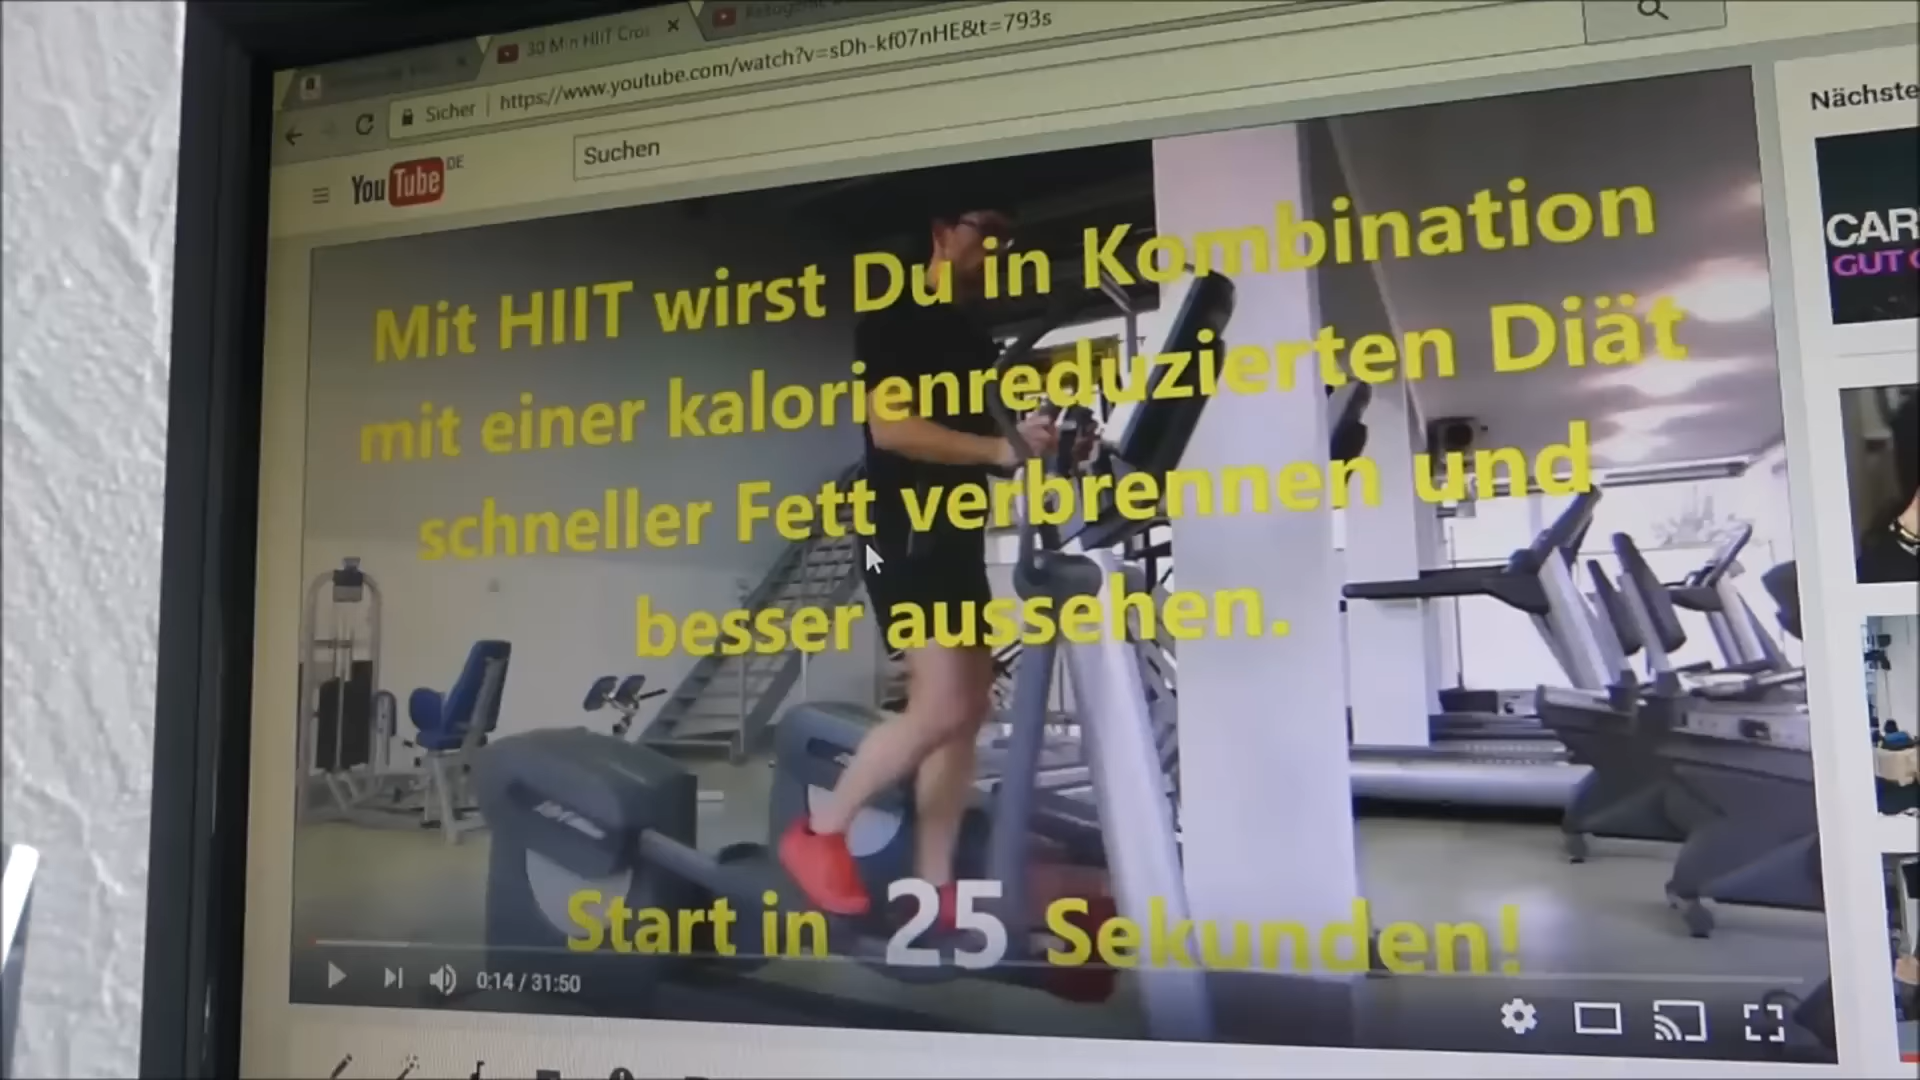 30 Min HIIT Cros
Sicher | https://www.youtube.com/watch?v=sDh-kf07nHE&t=793s
YouTube DE
Suchen
Nächste
Mit HIIT wirst Du in Kombination
mit einer kalorienreduzierten Diät
schneller Fett verbrennen und
besser aussehen.
Start in 25 Sekunden!
0:14 / 31:50
CAR
GUT